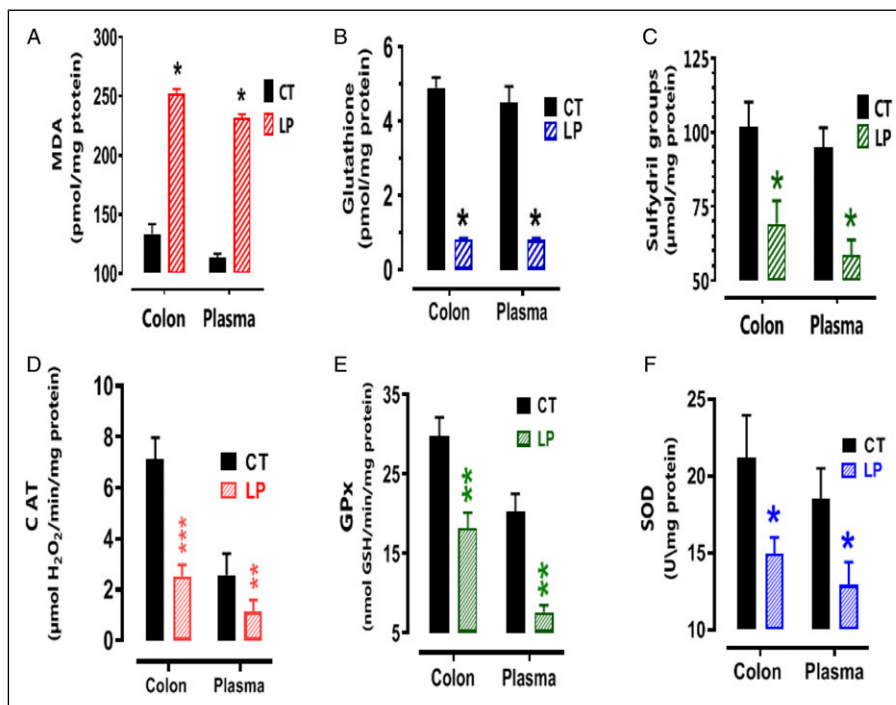 A
MDA
(pmol/mg ptotein)
300
250
200
150
100
*
*
CT
LP
Colon
Plasma
B
Glutathione
(pmol/mg protein)
6
4
2
0
*
*
CT
LP
Colon
Plasma
C
Sulfydril groups
(µmol/mg protein)
125
100
75
50
*
*
CT
LP
Colon
Plasma
D
C AT
(µmol H₂O₂/min/mg protein)
10
8
6
4
2
0
***
**
CT
LP
Colon
Plasma
E
GPx
(nmol GSH/min/mg protein)
35
25
15
5
**
**
CT
LP
Colon
Plasma
F
SOD
(U\mg protein)
25
20
15
10
*
*
CT
LP
Colon
Plasma